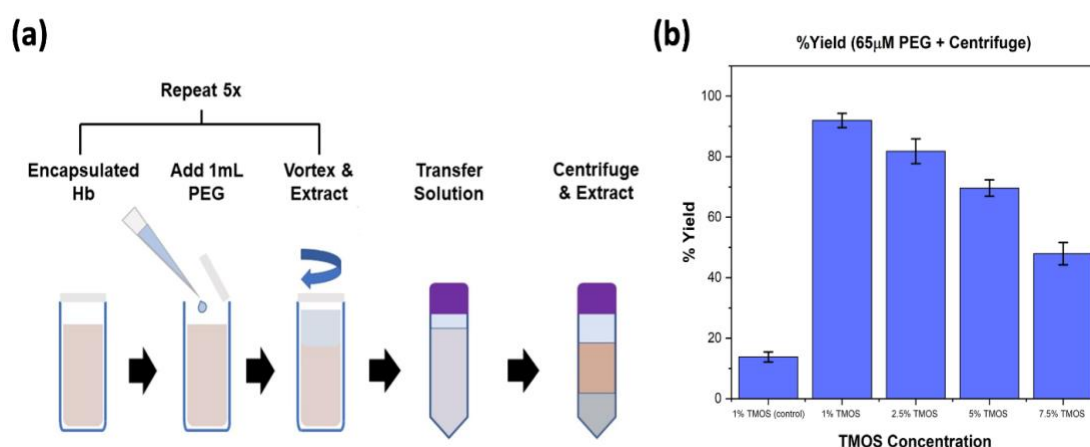 (a)
Repeat 5x
Encapsulated Hb
Add 1mL PEG
Vortex & Extract
Transfer Solution
Centrifuge & Extract
(b)
%Yield (65μM PEG + Centrifuge)
% Yield
100
80
60
40
20
0
1% TMOS (control)
1% TMOS
2.5% TMOS
5% TMOS
7.5% TMOS
TMOS Concentration